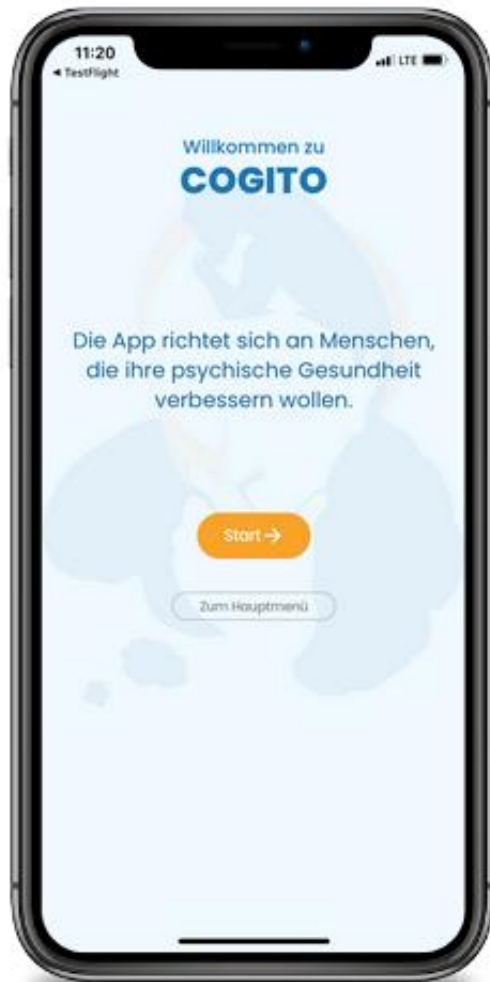 11:20
LTE
◀ TestFlight
Willkommen zu
COGITO
Die App richtet sich an Menschen,
die ihre psychische Gesundheit
verbessern wollen.
Start →
Zum Hauptmenü